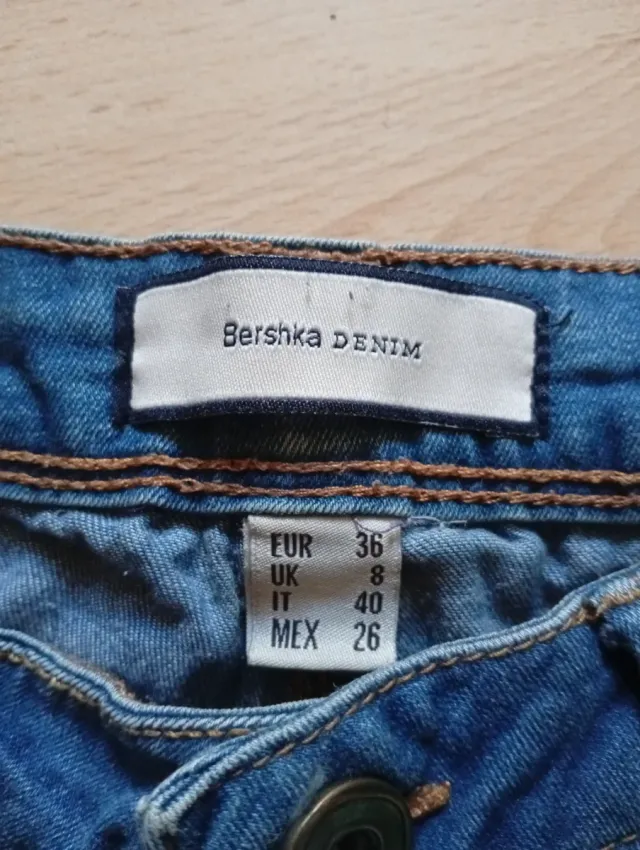 Bershka DENIM
EUR 36
UK 8
IT 40
MEX 26